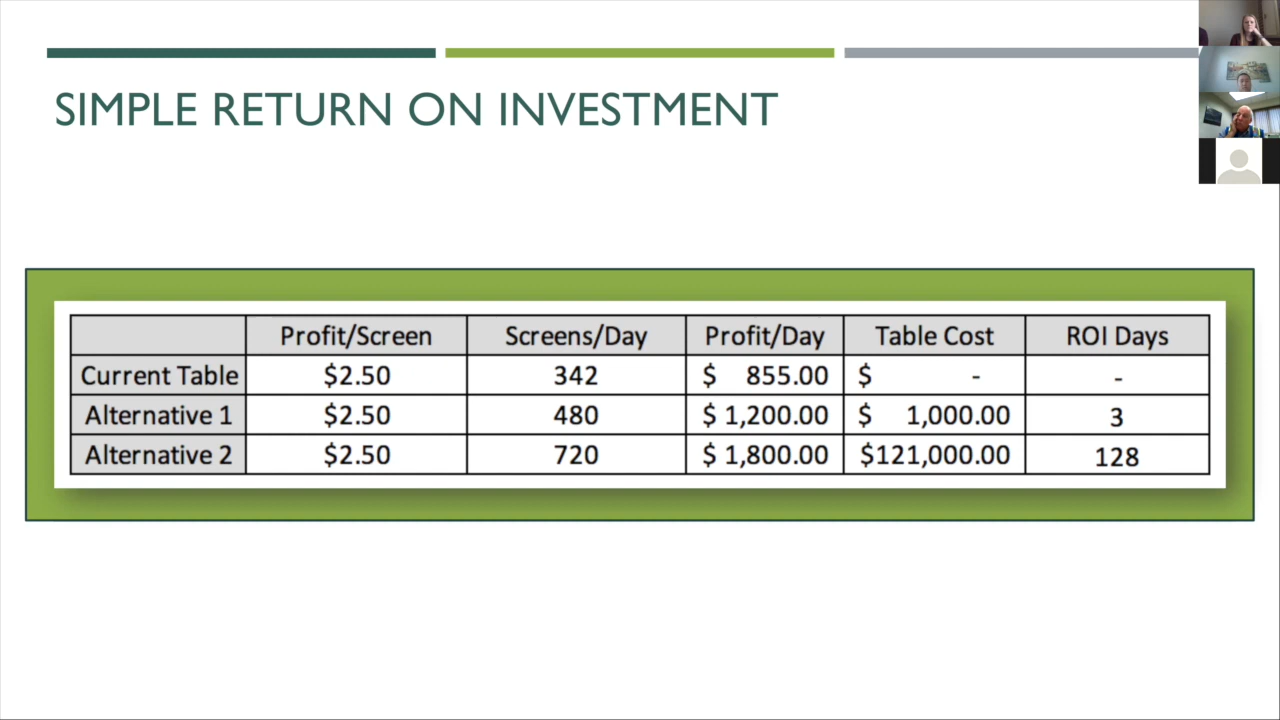 SIMPLE RETURN ON INVESTMENT
Profit/Screen Screens/Day Profit/Day Table Cost ROI Days
Current Table $2.50 342 $ 855.00 $ - -
Alternative 1 $2.50 480 $ 1,200.00 $ 1,000.00 3
Alternative 2 $2.50 720 $ 1,800.00 $121,000.00 128